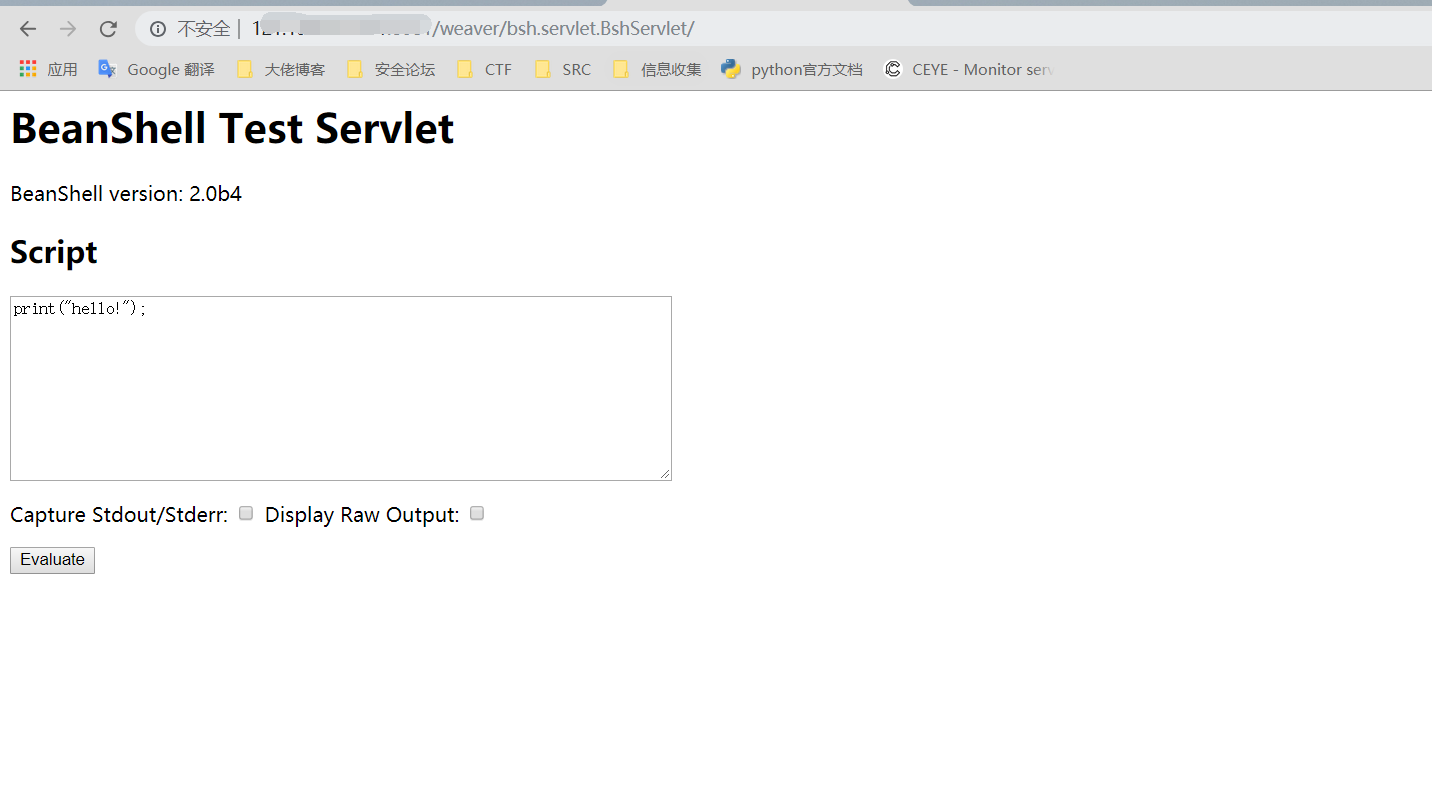 不安全 | /weaver/bsh.servlet.BshServlet/
应用 Google 翻译 大佬博客 安全论坛 CTF SRC 信息收集 python官方文档 CEYE - Monitor serv
BeanShell Test Servlet
BeanShell version: 2.0b4
Script
print("hello!");
Capture Stdout/Stderr: Display Raw Output:
Evaluate